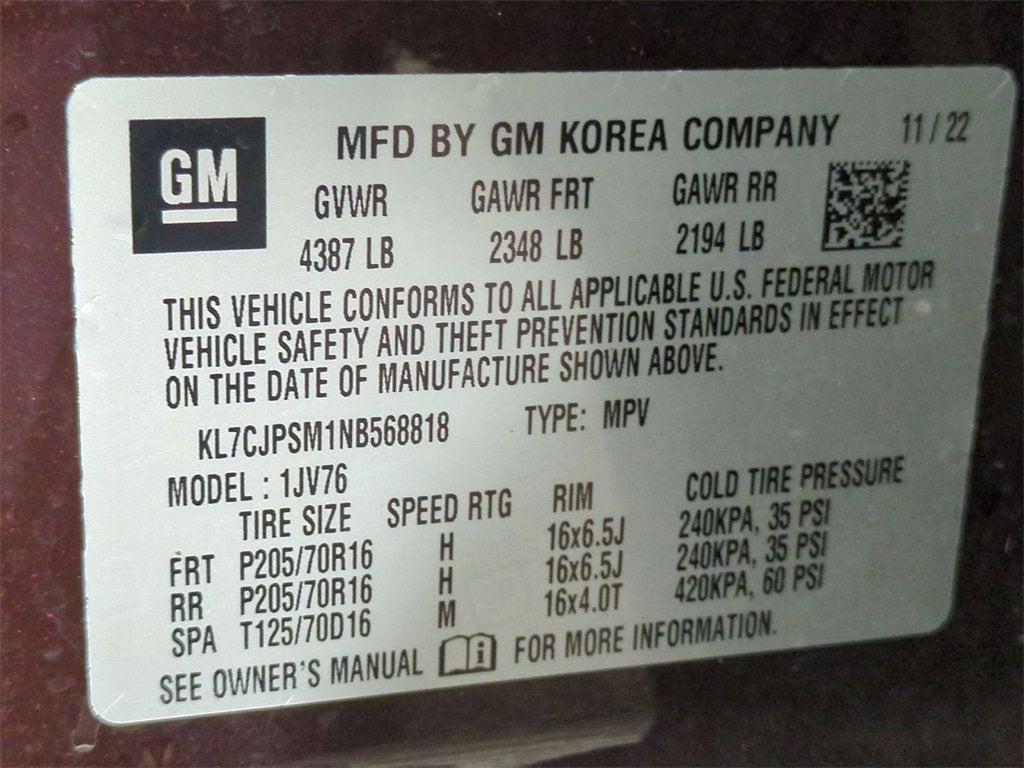 GM
MFD BY GM KOREA COMPANY 11/22
GVWR GAWR FRT GAWR RR
4387 LB 2348 LB 2194 LB
THIS VEHICLE CONFORMS TO ALL APPLICABLE U.S. FEDERAL MOTOR
VEHICLE SAFETY AND THEFT PREVENTION STANDARDS IN EFFECT
ON THE DATE OF MANUFACTURE SHOWN ABOVE.
KL7CJPSM1NB568818 TYPE: MPV
MODEL : 1JV76
TIRE SIZE SPEED RTG RIM COLD TIRE PRESSURE
FRT P205/70R16 H 16x6.5J 240KPA, 35 PSI
RR P205/70R16 H 16x6.5J 240KPA, 35 PSI
SPA T125/70D16 M 16x4.0T 420KPA, 60 PSI
SEE OWNER'S MANUAL i FOR MORE INFORMATION.